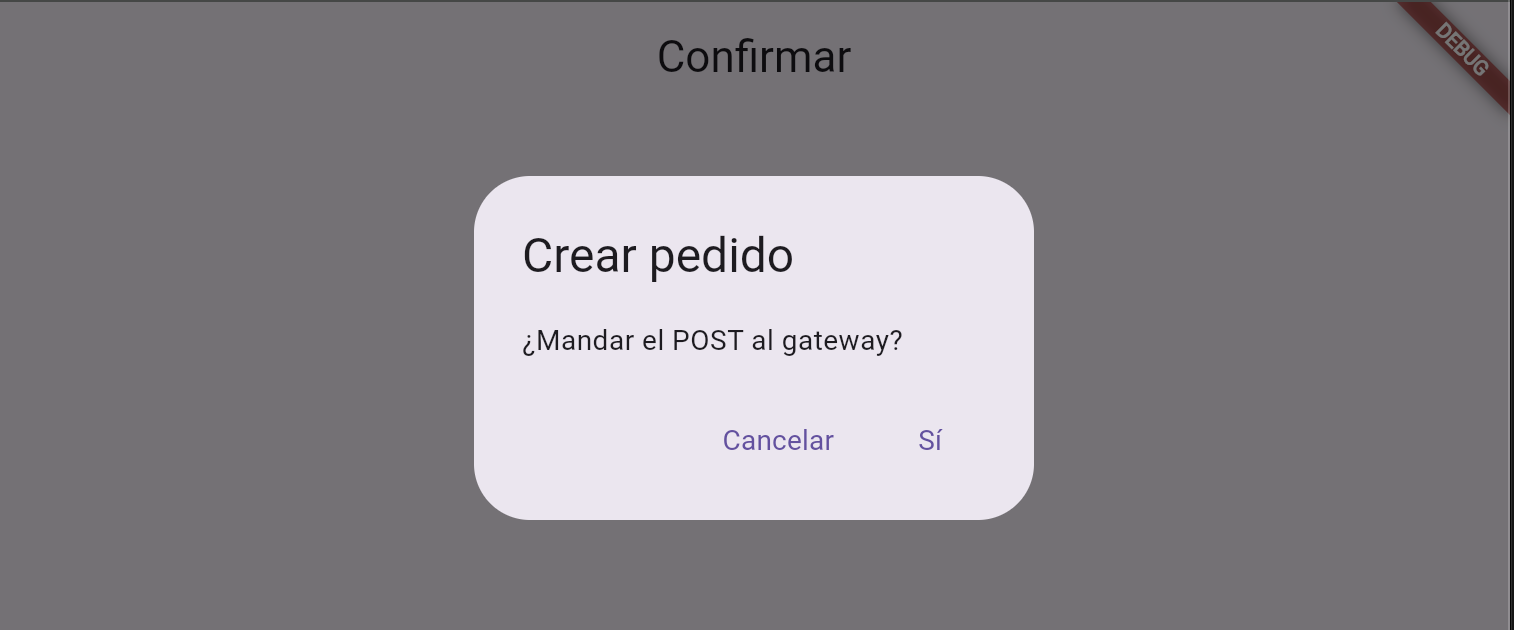 Confirmar
DEBUG
Crear pedido
¿Mandar el POST al gateway?
Cancelar Sí